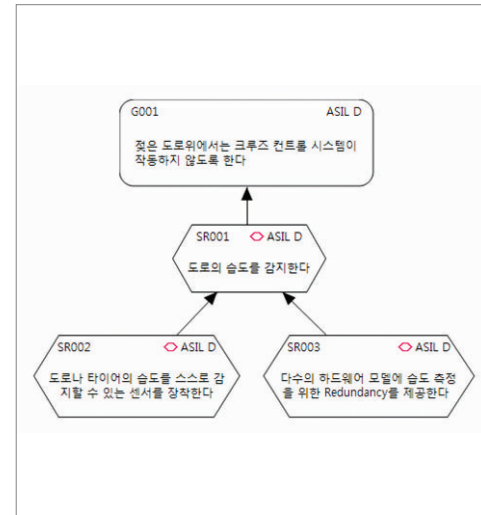 G001 ASIL D
젖은 도로위에서는 크루즈 컨트롤 시스템이
작동하지 않도록 한다
SR001 ASIL D
도로의 습도를 감지한다
SR002 ASIL D
도로나 타이어의 습도를 스스로 감
지할 수 있는 센서를 장착한다
SR003 ASIL D
다수의 하드웨어 모델에 습도 측정
을 위한 Redundancy를 제공한다